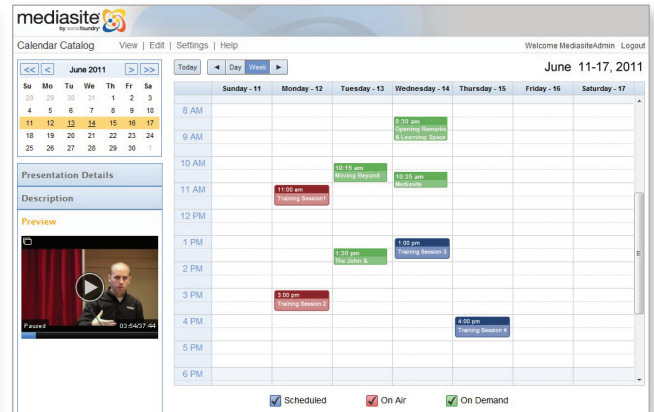 mediasite
by sonicfoundry
Calendar Catalog View | Edit | Settings | Help Welcome MediasiteAdmin Logout
<< < June 2011 > >>
Su Mo Tu We Th Fr Sa
28 29 30 31 1 2 3
4 5 6 7 8 9 10
11 12 13 14 15 16 17
18 19 20 21 22 23 24
25 26 27 28 29 30 1
Presentation Details
Description
Preview
Paused 03:54/37:44
Today ◄ Day Week ► June 11-17, 2011
Sunday - 11 Monday - 12 Tuesday - 13 Wednesday - 14 Thursday - 15 Friday - 16 Saturday - 17
8 AM
8:30 am
Opening Remarks
& Learning Space
9 AM
10 AM
10:15 am
Moving Beyond
10:35 am
Mediasite
11 AM
11:00 am
Training Session1
12 PM
1 PM
1:00 pm
Training Session 3
1:30 pm
The John &
2 PM
3 PM
3:00 pm
Training Session 2
4 PM
4:00 pm
Training Session 4
5 PM
6 PM
Scheduled On Air On Demand